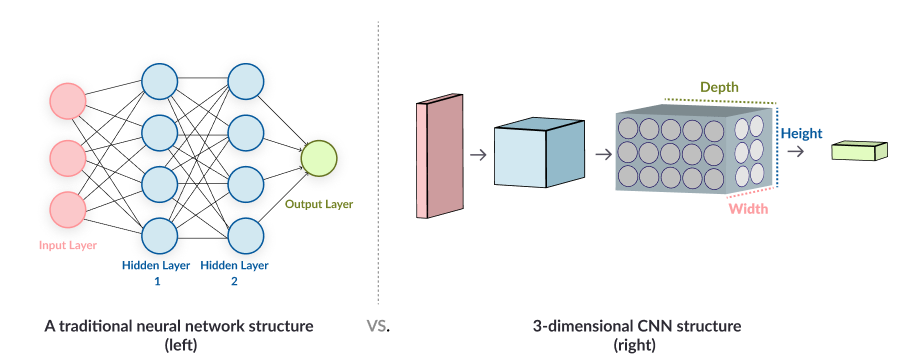 Depth
Height
Width
Output Layer
Input Layer
Hidden Layer
1
Hidden Layer
2
A traditional neural network structure
(left)
VS.
3-dimensional CNN structure
(right)